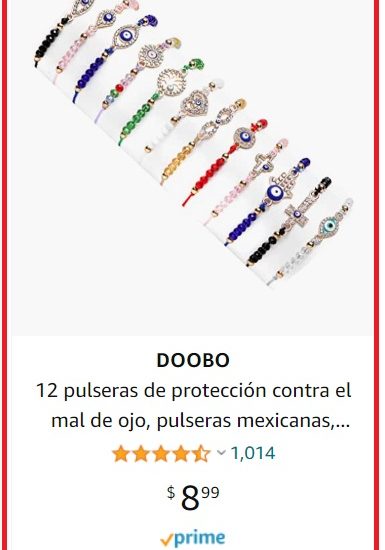 DOOBO
12 pulseras de protección contra el
mal de ojo, pulseras mexicanas,...
1,014
$8.99
prime